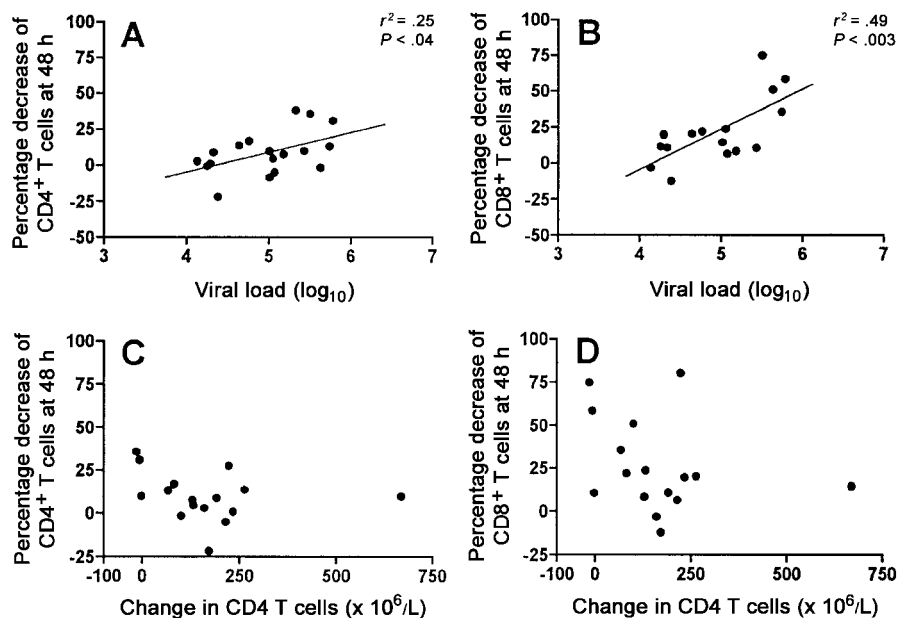 A
r² = .25
P < .04
Percentage decrease of
CD4⁺ T cells at 48 h
100
75
50
25
0
-25
-50
3
4
5
6
7
Viral load (log₁₀)
B
r² = .49
P < .003
Percentage decrease of
CD8⁺ T cells at 48 h
100
75
50
25
0
-25
-50
3
4
5
6
7
Viral load (log₁₀)
C
Percentage decrease of
CD4⁺ T cells at 48 h
100
75
50
25
0
-25
-100
0
250
500
750
Change in CD4 T cells (x 10⁶/L)
D
Percentage decrease of
CD8⁺ T cells at 48 h
100
75
50
25
0
-25
-100
0
250
500
750
Change in CD4 T cells (x 10⁶/L)